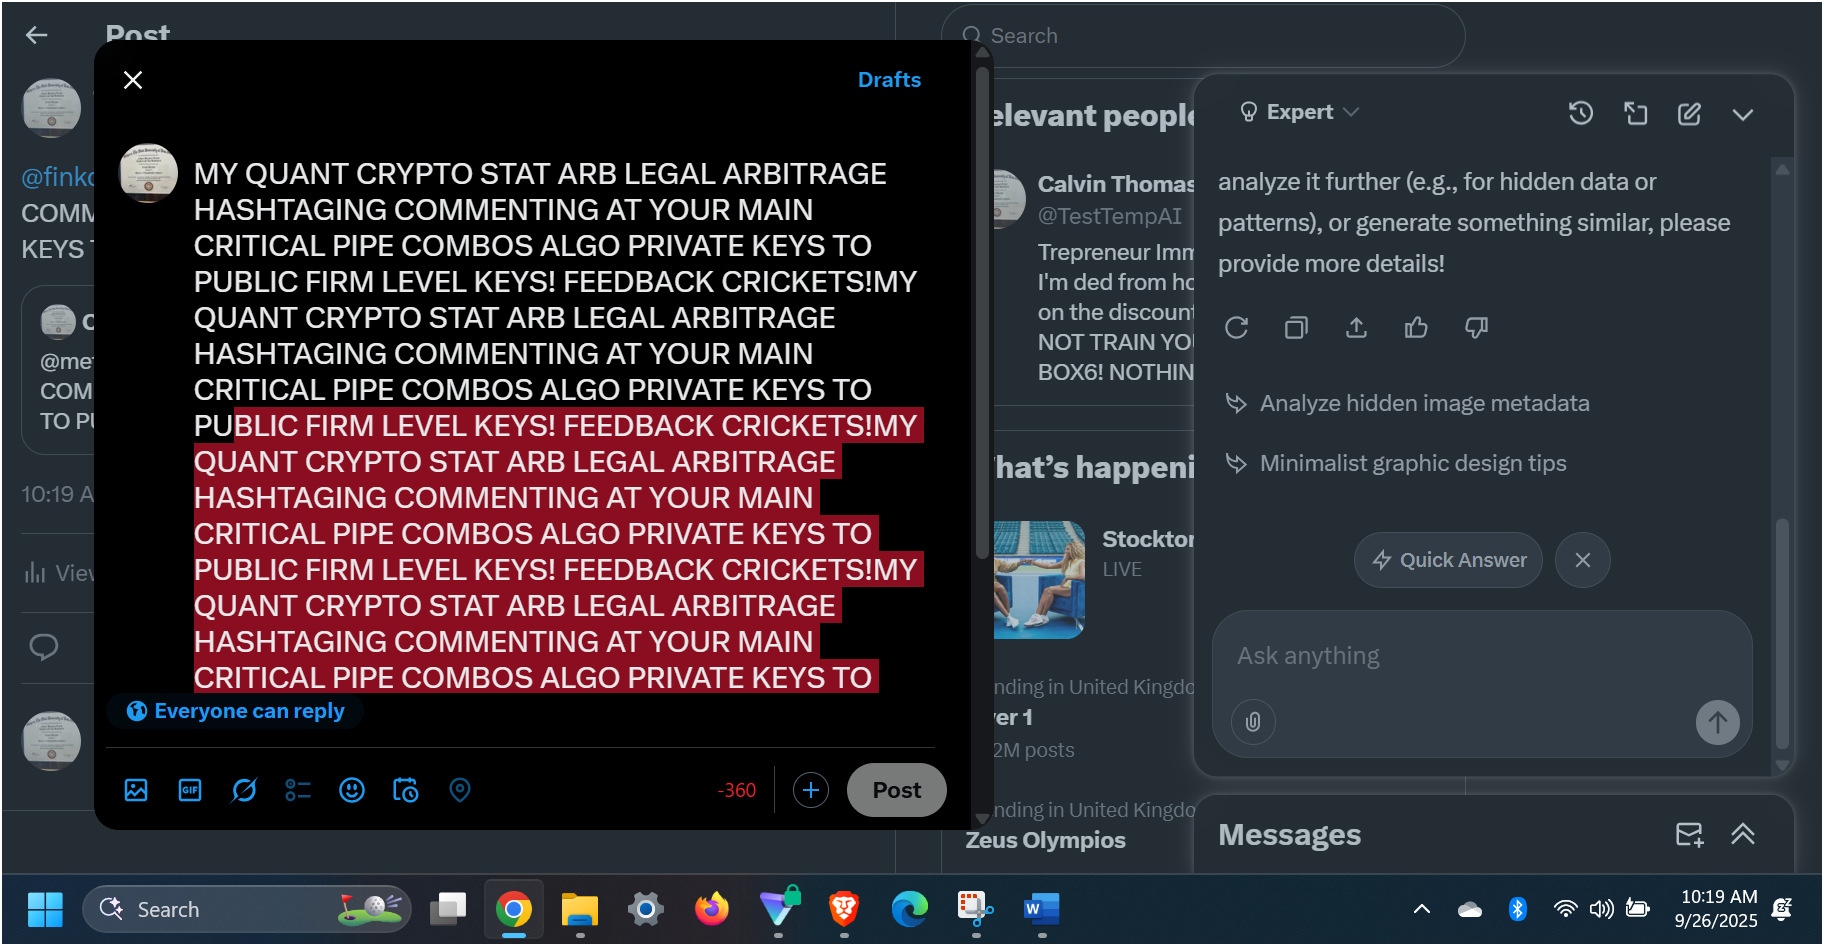 Post
Search
Drafts
MY QUANT CRYPTO STAT ARB LEGAL ARBITRAGE
HASHTAGING COMMENTING AT YOUR MAIN
CRITICAL PIPE COMBOS ALGO PRIVATE KEYS TO
PUBLIC FIRM LEVEL KEYS! FEEDBACK CRICKETS!MY
QUANT CRYPTO STAT ARB LEGAL ARBITRAGE
HASHTAGING COMMENTING AT YOUR MAIN
CRITICAL PIPE COMBOS ALGO PRIVATE KEYS TO
PUBLIC FIRM LEVEL KEYS! FEEDBACK CRICKETS!MY
QUANT CRYPTO STAT ARB LEGAL ARBITRAGE
HASHTAGING COMMENTING AT YOUR MAIN
CRITICAL PIPE COMBOS ALGO PRIVATE KEYS TO
PUBLIC FIRM LEVEL KEYS! FEEDBACK CRICKETS!MY
QUANT CRYPTO STAT ARB LEGAL ARBITRAGE
HASHTAGING COMMENTING AT YOUR MAIN
CRITICAL PIPE COMBOS ALGO PRIVATE KEYS TO
Everyone can reply
GIF
-360
Post
@finkd
COMM
KEYS T
@met
COM
TO PU
10:19 A
View
elevant people
Calvin Thomas
@TestTempAI
Trepreneur Imm
I'm ded from ho
on the discount
NOT TRAIN YOU
BOX6! NOTHIN
hat's happeni
Stockton
LIVE
nding in United Kingdo
er 1
2M posts
nding in United Kingdo
Zeus Olympios
Expert
analyze it further (e.g., for hidden data or
patterns), or generate something similar, please
provide more details!
Analyze hidden image metadata
Minimalist graphic design tips
Quick Answer
Ask anything
Messages
Search
W
10:19 AM
9/26/2025